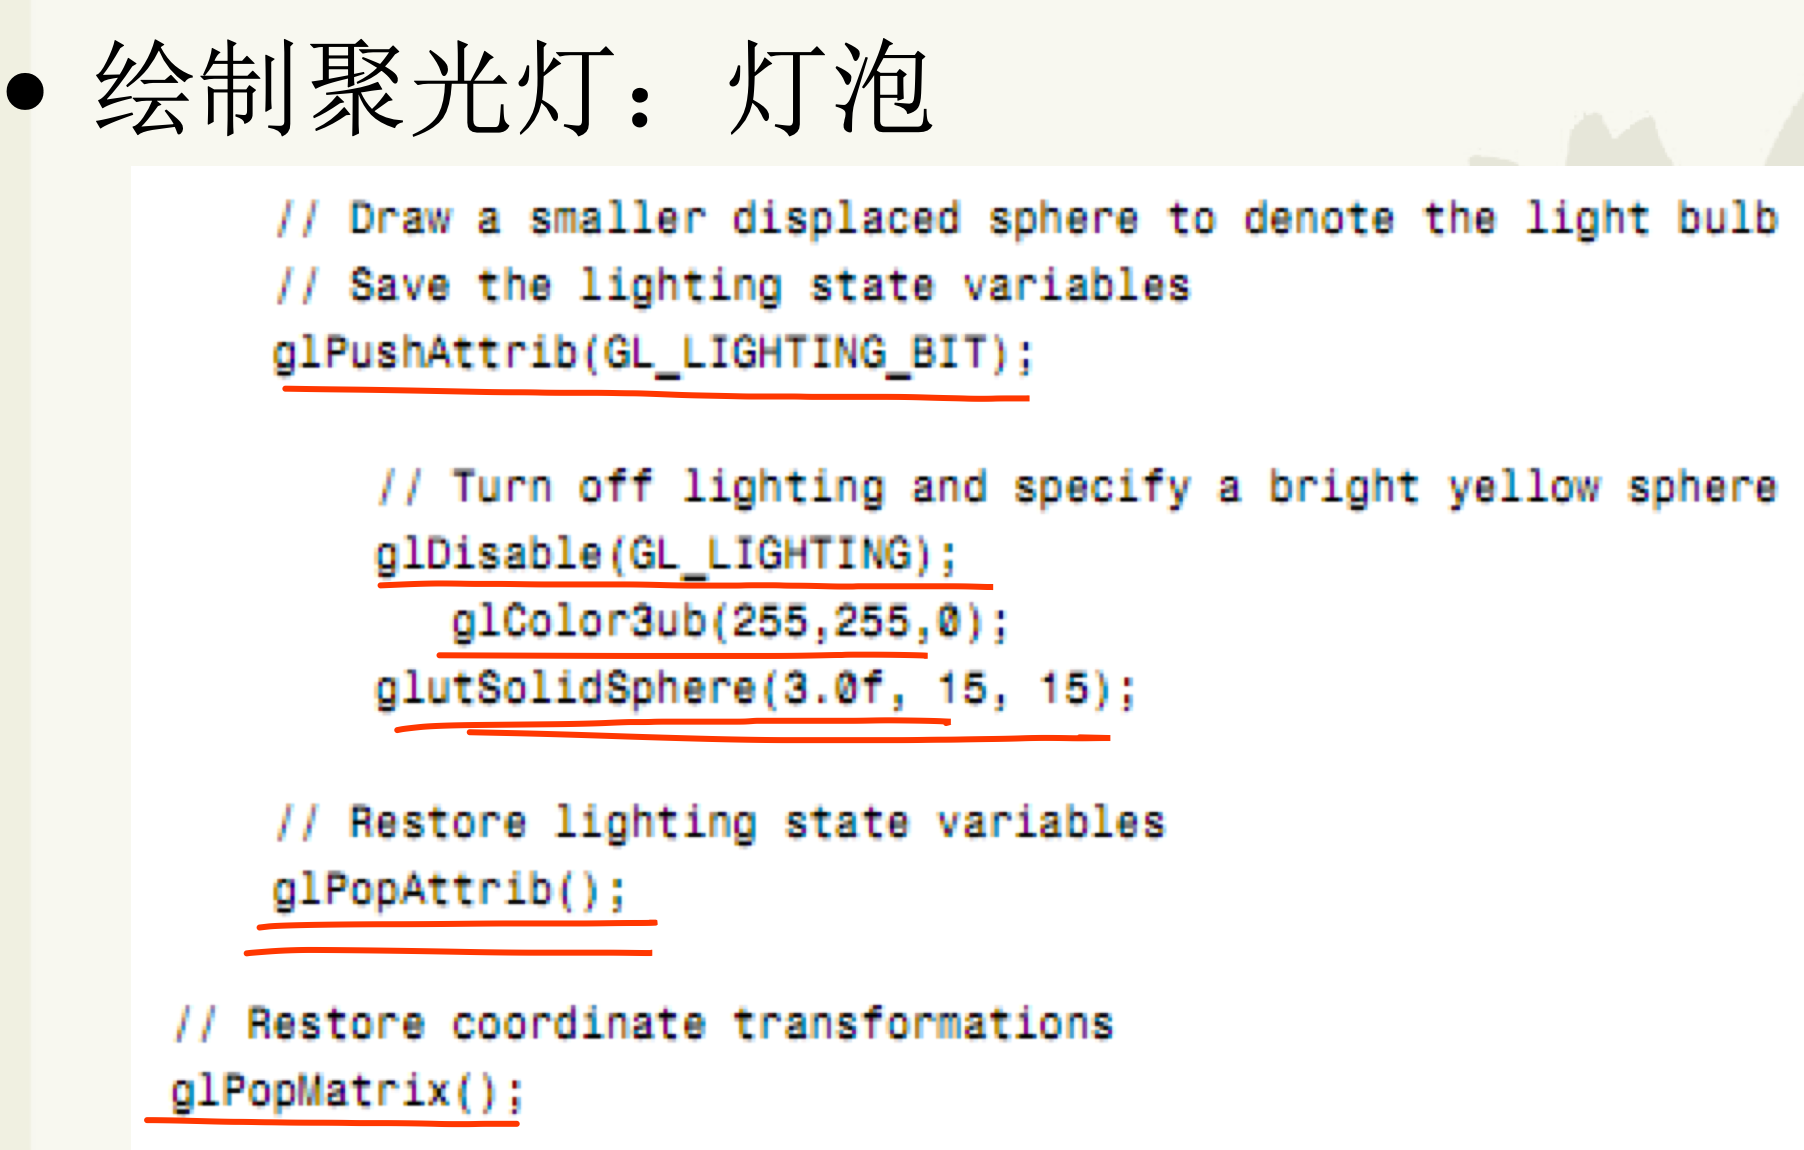 • 绘制聚光灯：灯泡
// Draw a smaller displaced sphere to denote the light bulb
// Save the lighting state variables
glPushAttrib(GL_LIGHTING_BIT);
// Turn off lighting and specify a bright yellow sphere
glDisable(GL_LIGHTING);
glColor3ub(255,255,0);
glutSolidSphere(3.0f, 15, 15);
// Restore lighting state variables
glPopAttrib();
// Restore coordinate transformations
glPopMatrix();